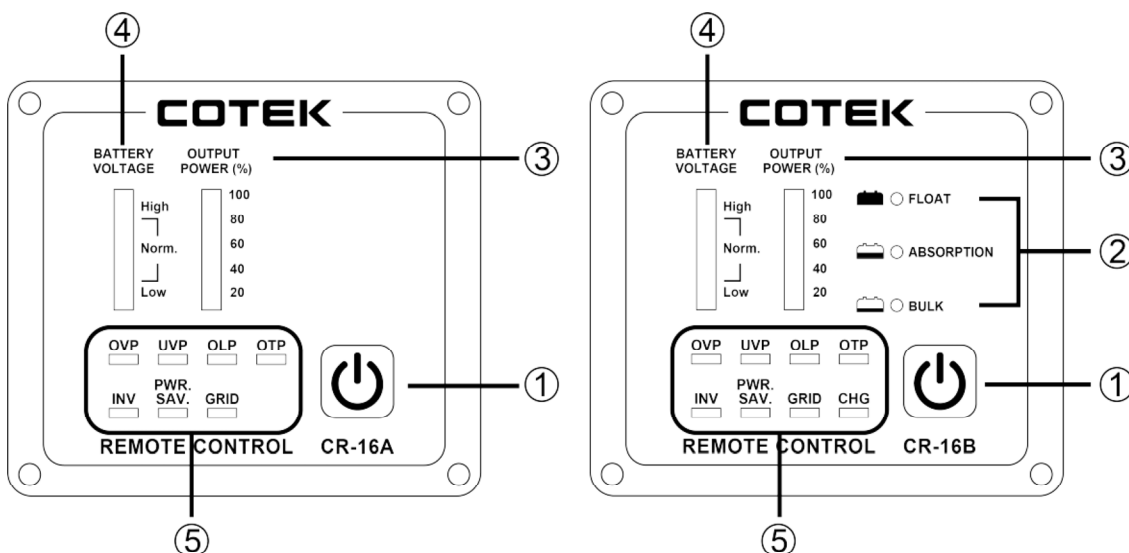 ④
COTEK
BATTERY VOLTAGE
OUTPUT POWER (%)
③
High
Norm.
Low
100
80
60
40
20
OVP UVP OLP OTP
INV PWR. SAV. GRID
①
REMOTE CONTROL CR-16A
⑤
④
COTEK
BATTERY VOLTAGE
OUTPUT POWER (%)
③
High
Norm.
Low
100
80
60
40
20
FLOAT
ABSORPTION
BULK
②
OVP UVP OLP OTP
INV PWR. SAV. GRID CHG
①
REMOTE CONTROL CR-16B
⑤